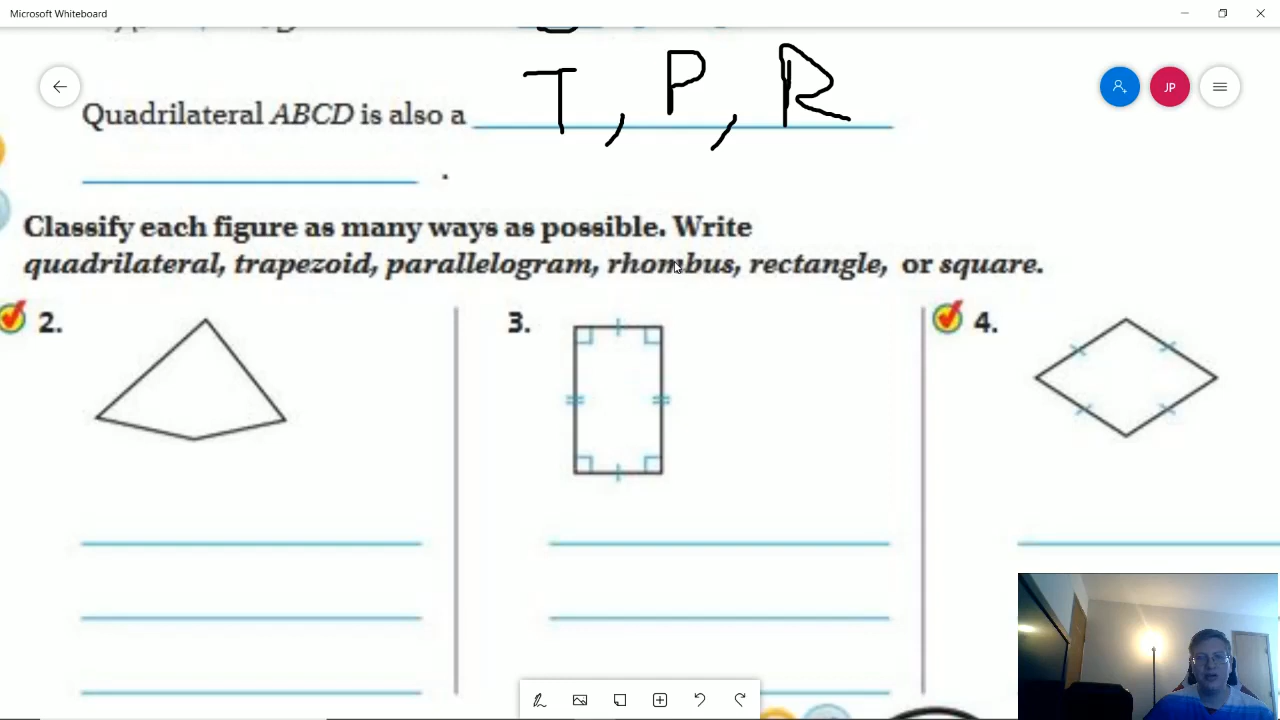 Microsoft Whiteboard
T, P, R
JP
Quadrilateral ABCD is also a
.
Classify each figure as many ways as possible. Write
quadrilateral, trapezoid, parallelogram, rhombus, rectangle, or square.
2.
3.
4.